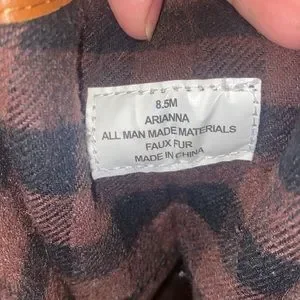 8.5M
ARIANNA
ALL MAN MADE MATERIALS
FAUX FUR
MADE IN CHINA